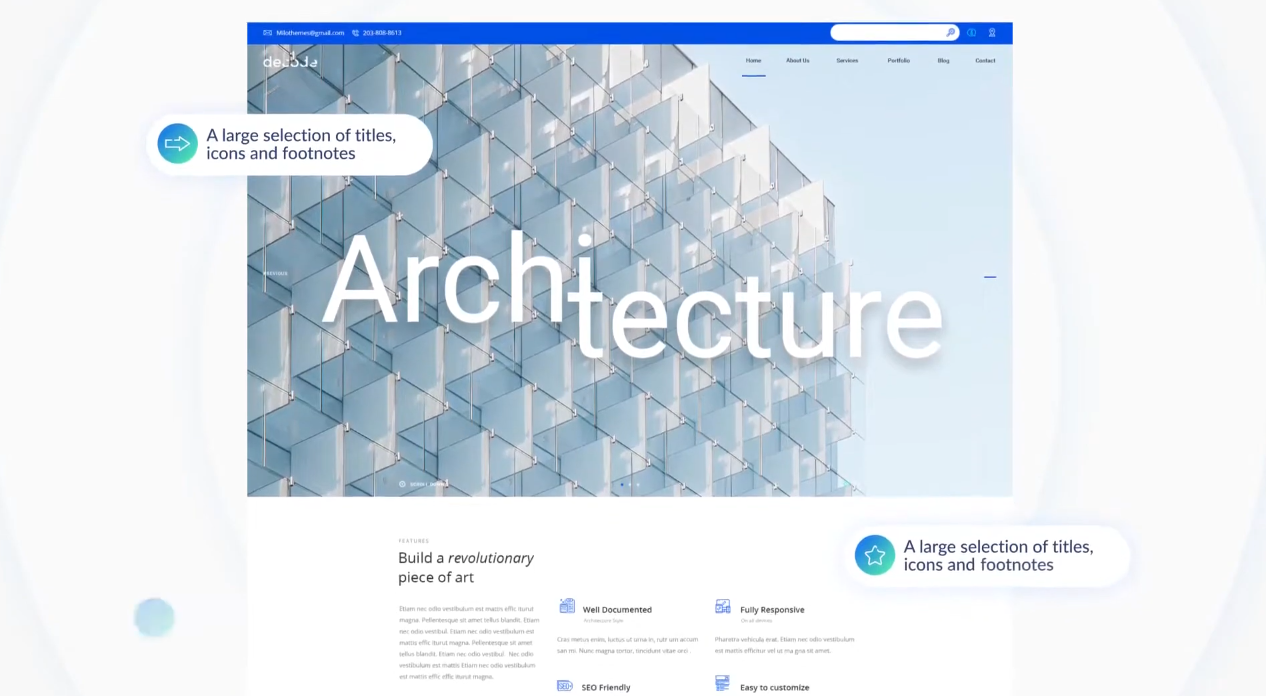 Milothemes@gmail.com 203-808-8613
decode
Home About Us Services Portfolio Blog Contact
A large selection of titles,
icons and footnotes
Architecture
FEATURES
Build a revolutionary
piece of art
A large selection of titles,
icons and footnotes
Etiam nec odio vestibulum est mattis effic iturut
magna. Pellentesque sit amet tellus blandit. Etiam
nec odio vestibul. Etiam nec odio vestibulum est
mattis effic iturut magna. Pellentesque sit amet
tellus blandit. Etiam nec odio vestibul. Nec odio
vestibulum est mattis Etiam nec odio vestibulum
est mattis effic iturut magna.
Well Documented
Cras metus enim, luctus ut urna in, rutr um actum
san mi. Nunc magna tortor, tincidunt vitae orci
Fully Responsive
On all devices
Pharetra vehicula erat. Etiam nec odio vestibulum
est mattis efficitur vel ut ma gna sit amet.
SEO Friendly
Easy to customize